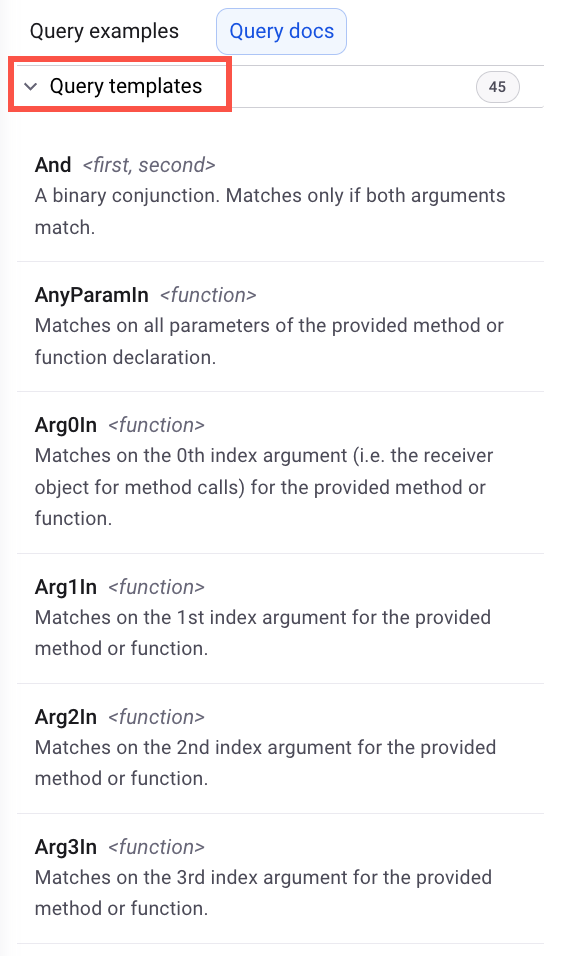 Query examples
Query docs
Query templates
45
And <first, second>
A binary conjunction. Matches only if both arguments
match.
AnyParamIn <function>
Matches on all parameters of the provided method or
function declaration.
Arg0In <function>
Matches on the 0th index argument (i.e. the receiver
object for method calls) for the provided method or
function.
Arg1In <function>
Matches on the 1st index argument for the provided
method or function.
Arg2In <function>
Matches on the 2nd index argument for the provided
method or function.
Arg3In <function>
Matches on the 3rd index argument for the provided
method or function.